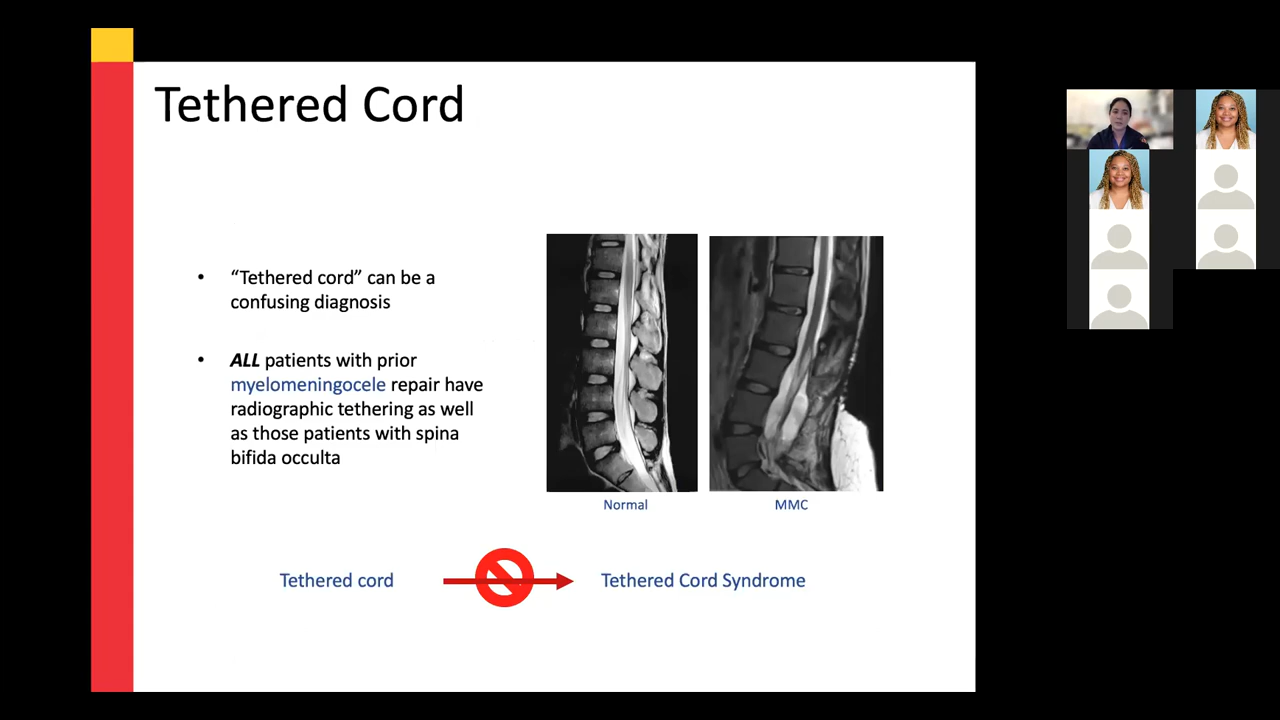 Tethered Cord
• “Tethered cord” can be a
confusing diagnosis
• ALL patients with prior
myelomeningocele repair have
radiographic tethering as well
as those patients with spina
bifida occulta
Normal
MMC
Tethered cord
Tethered Cord Syndrome